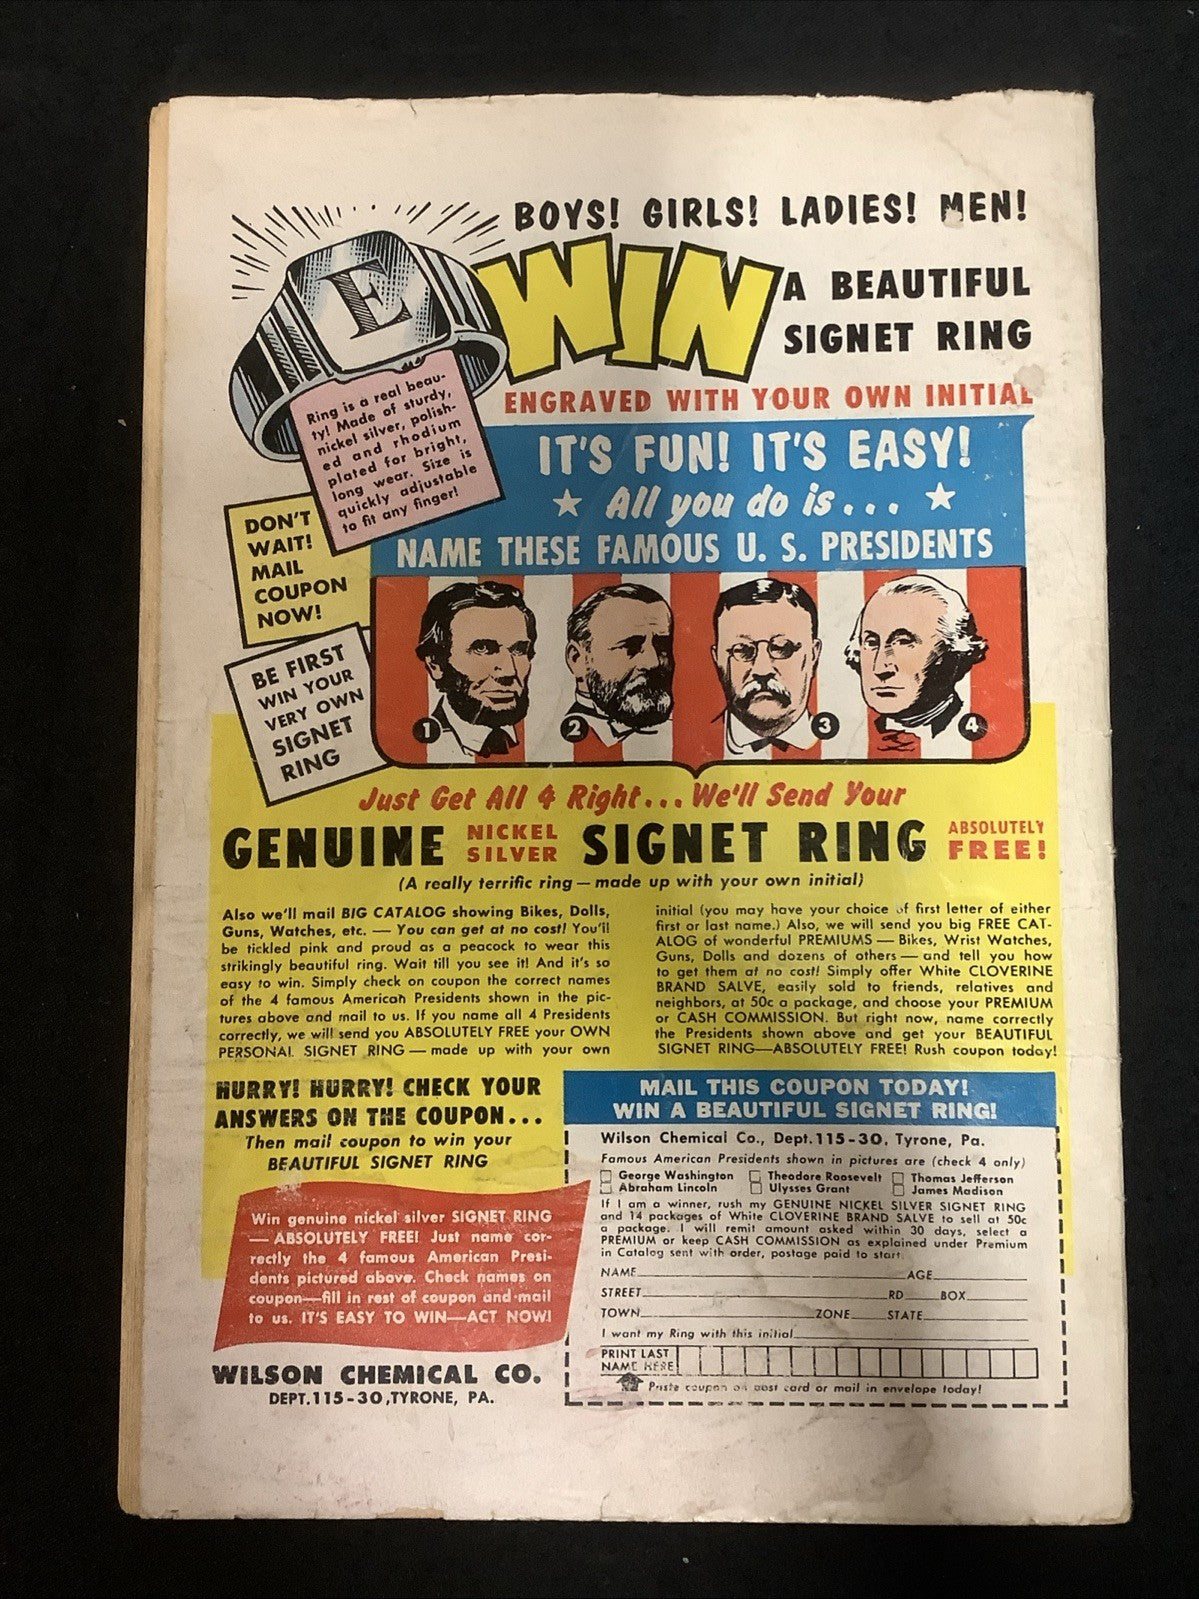 BOYS! GIRLS! LADIES! MEN!
WIN
A BEAUTIFUL
SIGNET RING
ENGRAVED WITH YOUR OWN INITIAL
E
Ring is a real beau-
ty! Made of sturdy,
nickel silver, polish-
ed and rhodium
plated for bright,
long wear. Size is
quickly adjustable
to fit any finger!
IT'S FUN! IT'S EASY!
All you do is...
NAME THESE FAMOUS U. S. PRESIDENTS
DON'T
WAIT!
MAIL
COUPON
NOW!
BE FIRST
WIN YOUR
VERY OWN
SIGNET
RING
1
2
3
4
Just Get All 4 Right... We'll Send Your
GENUINE NICKEL SILVER SIGNET RING ABSOLUTELY FREE!
(A really terrific ring — made up with your own initial)
Also we'll mail BIG CATALOG showing Bikes, Dolls,
Guns, Watches, etc. — You can get at no cost! You'll
be tickled pink and proud as a peacock to wear this
strikingly beautiful ring. Wait till you see it! And it's so
easy to win. Simply check on coupon the correct names
of the 4 famous American Presidents shown in the pic-
tures above and mail to us. If you name all 4 Presidents
correctly, we will send you ABSOLUTELY FREE your OWN
PERSONAL SIGNET RING — made up with your own
initial (you may have your choice of first letter of either
first or last name.) Also, we will send you big FREE CAT-
ALOG of wonderful PREMIUMS — Bikes, Wrist Watches,
Guns, Dolls and dozens of others — and tell you how
to get them at no cost! Simply offer White CLOVERINE
BRAND SALVE, easily sold to friends, relatives and
neighbors, at 50c a package, and choose your PREMIUM
or CASH COMMISSION. But right now, name correctly
the Presidents shown above and get your BEAUTIFUL
SIGNET RING—ABSOLUTELY FREE! Rush coupon today!
HURRY! HURRY! CHECK YOUR
ANSWERS ON THE COUPON...
Then mail coupon to win your
BEAUTIFUL SIGNET RING
Win genuine nickel silver SIGNET RING
— ABSOLUTELY FREE! Just name cor-
rectly the 4 famous American Presi-
dents pictured above. Check names on
coupon—fill in rest of coupon and mail
to us. IT'S EASY TO WIN—ACT NOW!
WILSON CHEMICAL CO.
DEPT.115-30,TYRONE, PA.
MAIL THIS COUPON TODAY!
WIN A BEAUTIFUL SIGNET RING!
Wilson Chemical Co., Dept.115-30, Tyrone, Pa.
Famous American Presidents shown in pictures are (check 4 only)
George Washington Theodore Roosevelt Thomas Jefferson
Abraham Lincoln Ulysses Grant James Madison
If I am a winner, rush my GENUINE NICKEL SILVER SIGNET RING
and 14 packages of White CLOVERINE BRAND SALVE to sell at 50c
a package. I will remit amount asked within 30 days, select a
PREMIUM or keep CASH COMMISSION as explained under Premium
in Catalog sent with order, postage paid to start.
NAME AGE
STREET RD BOX
TOWN ZONE STATE
I want my Ring with this initial
PRINT LAST
NAME HERE
Paste coupon on post card or mail in envelope today!